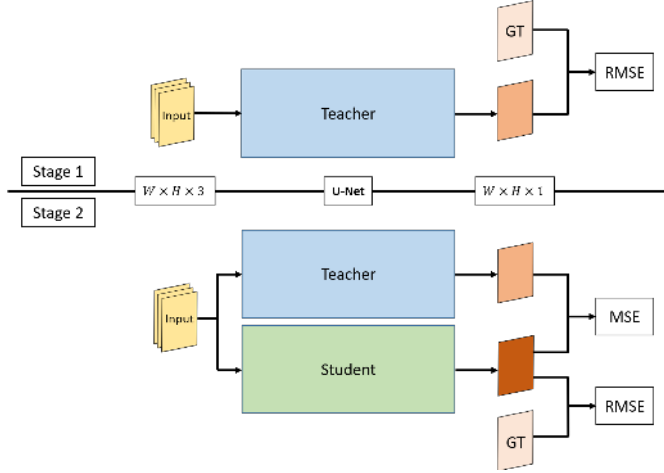 GT
RMSE
Input
Teacher
Stage 1
W × H × 3
U-Net
W × H × 1
Stage 2
Teacher
Input
MSE
Student
RMSE
GT